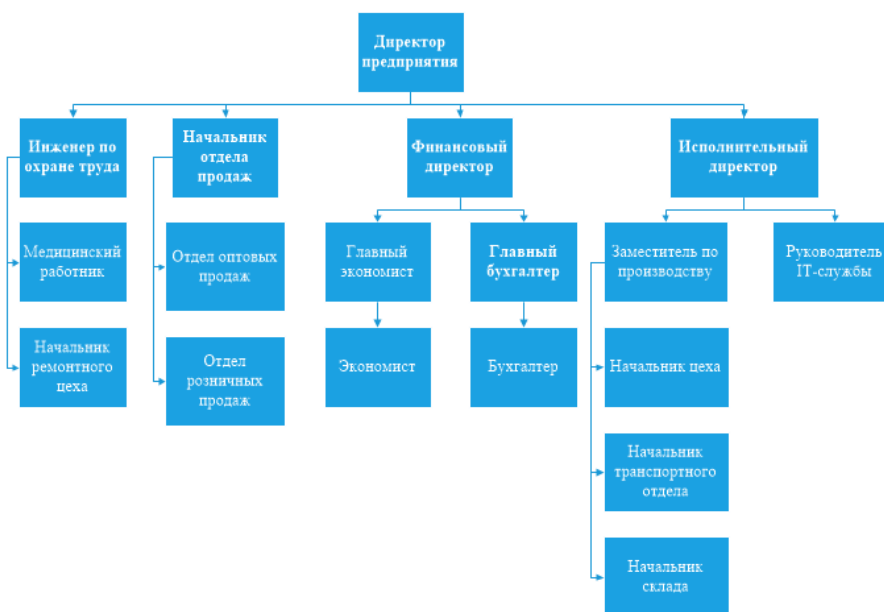 Директор
предприятия
Инженер по
охране труда
Начальник
отдела
продаж
Финансовый
директор
Исполнительный
директор
Медицинский
работник
Отдел оптовых
продаж
Главный
экономист
Главный
бухгалтер
Заместитель по
производству
Руководитель
IT-службы
Начальник
ремонтного
цеха
Отдел
розничных
продаж
Экономист
Бухгалтер
Начальник цеха
Начальник
транспортного
отдела
Начальник
склада